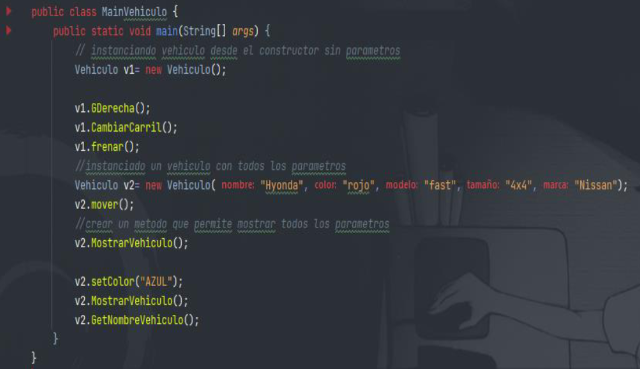 public class MainVehiculo {
public static void main(String[] args) {
// instanciando vehiculo desde el constructor sin parametros
Vehiculo v1= new Vehiculo();
v1.GDerecha();
v1.CambiarCarril();
v1.frenar();
//instanciado un vehiculo con todos los parametros
Vehiculo v2= new Vehiculo( nombre: "Hyonda", color: "rojo", modelo: "fast", tamaño: "4x4", marca: "Nissan");
v2.mover();
//crear un metodo que permite mostrar todos los parametros
v2.MostrarVehiculo();
v2.setColor("AZUL");
v2.MostrarVehiculo();
v2.GetNombreVehiculo();
}
}